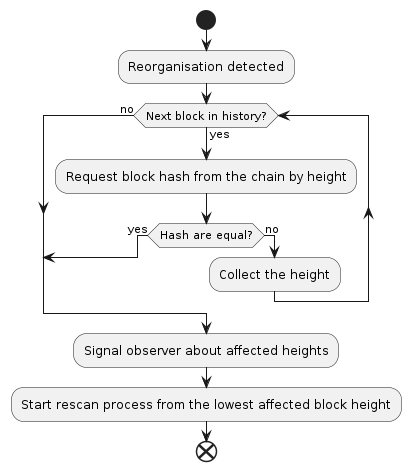 Reorganisation detected
no
Next block in history?
yes
Request block hash from the chain by height
yes
Hash are equal?
no
Collect the height
Signal observer about affected heights
Start rescan process from the lowest affected block height